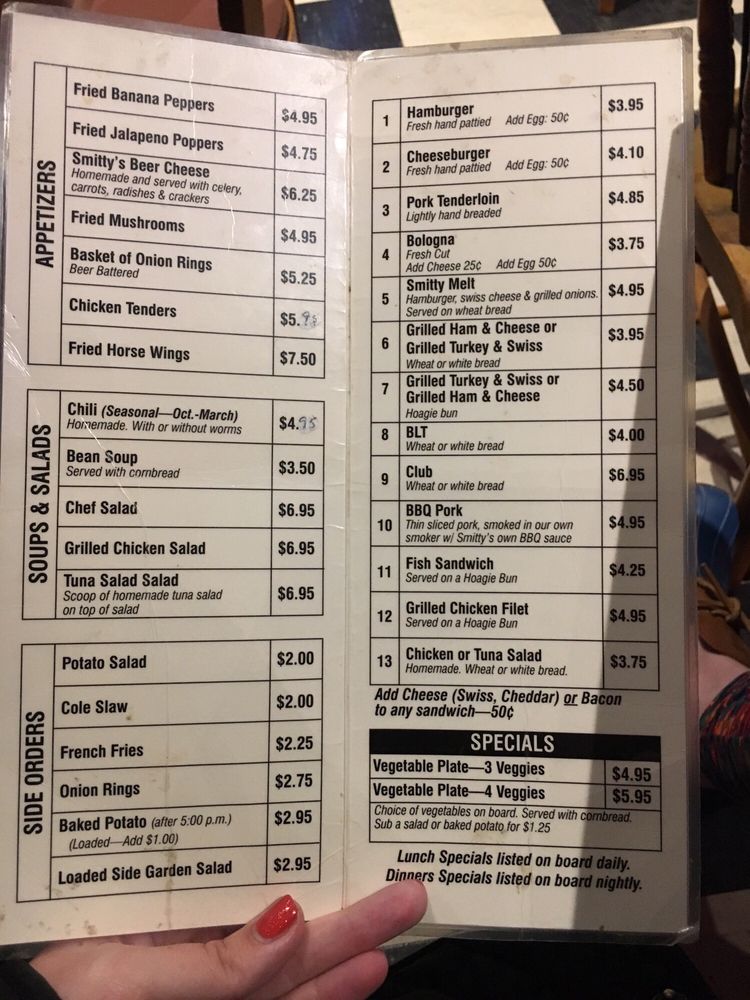 APPETIZERS
Fried Banana Peppers $4.95
Fried Jalapeno Poppers $4.75
Smitty's Beer Cheese
Homemade and served with celery,
carrots, radishes & crackers $6.25
Fried Mushrooms $4.95
Basket of Onion Rings
Beer Battered $5.25
Chicken Tenders $5.95
Fried Horse Wings $7.50
SOUPS & SALADS
Chili (Seasonal—Oct.-March)
Homemade. With or without worms $4.95
Bean Soup
Served with cornbread $3.50
Chef Salad $6.95
Grilled Chicken Salad $6.95
Tuna Salad Salad
Scoop of homemade tuna salad
on top of salad $6.95
SIDE ORDERS
Potato Salad $2.00
Cole Slaw $2.00
French Fries $2.25
Onion Rings $2.75
Baked Potato (after 5:00 p.m.)
(Loaded—Add $1.00) $2.95
Loaded Side Garden Salad $2.95
1 Hamburger $3.95
Fresh hand pattied Add Egg: 50¢
2 Cheeseburger $4.10
Fresh hand pattied Add Egg: 50¢
3 Pork Tenderloin $4.85
Lightly hand breaded
4 Bologna $3.75
Fresh Cut
Add Cheese 25¢ Add Egg 50¢
5 Smitty Melt $4.95
Hamburger, swiss cheese & grilled onions.
Served on wheat bread
6 Grilled Ham & Cheese or $3.95
Grilled Turkey & Swiss
Wheat or white bread
7 Grilled Turkey & Swiss or $4.50
Grilled Ham & Cheese
Hoagie bun
8 BLT $4.00
Wheat or white bread
9 Club $6.95
Wheat or white bread
10 BBQ Pork $4.95
Thin sliced pork, smoked in our own
smoker w/ Smitty's own BBQ sauce
11 Fish Sandwich $4.25
Served on a Hoagie Bun
12 Grilled Chicken Filet $4.95
Served on a Hoagie Bun
13 Chicken or Tuna Salad $3.75
Homemade. Wheat or white bread.
Add Cheese (Swiss, Cheddar) or Bacon
to any sandwich—50¢
SPECIALS
Vegetable Plate—3 Veggies $4.95
Vegetable Plate—4 Veggies $5.95
Choice of vegetables on board. Served with cornbread.
Sub a salad or baked potato for $1.25
Lunch Specials listed on board daily.
Dinners Specials listed on board nightly.